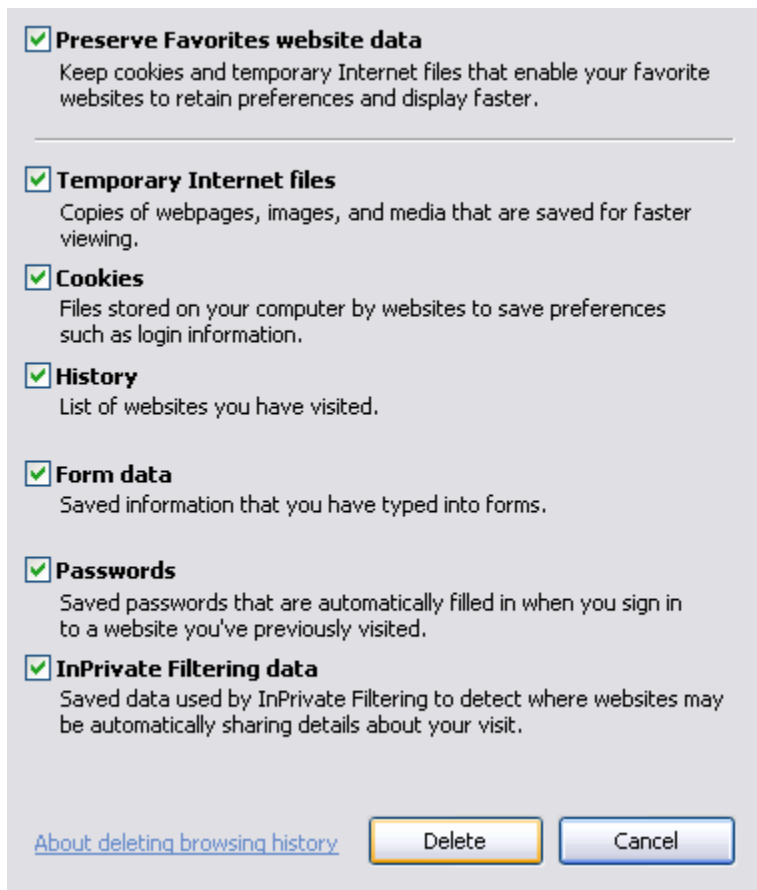 Preserve Favorites website data
Keep cookies and temporary Internet files that enable your favorite
websites to retain preferences and display faster.
Temporary Internet files
Copies of webpages, images, and media that are saved for faster
viewing.
Cookies
Files stored on your computer by websites to save preferences
such as login information.
History
List of websites you have visited.
Form data
Saved information that you have typed into forms.
Passwords
Saved passwords that are automatically filled in when you sign in
to a website you've previously visited.
InPrivate Filtering data
Saved data used by InPrivate Filtering to detect where websites may
be automatically sharing details about your visit.
About deleting browsing history Delete Cancel